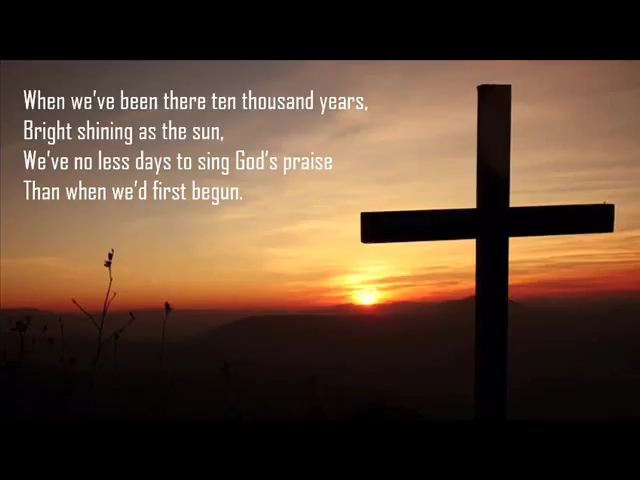 When we've been there ten thousand years,
Bright shining as the sun,
We've no less days to sing God's praise
Than when we'd first begun.